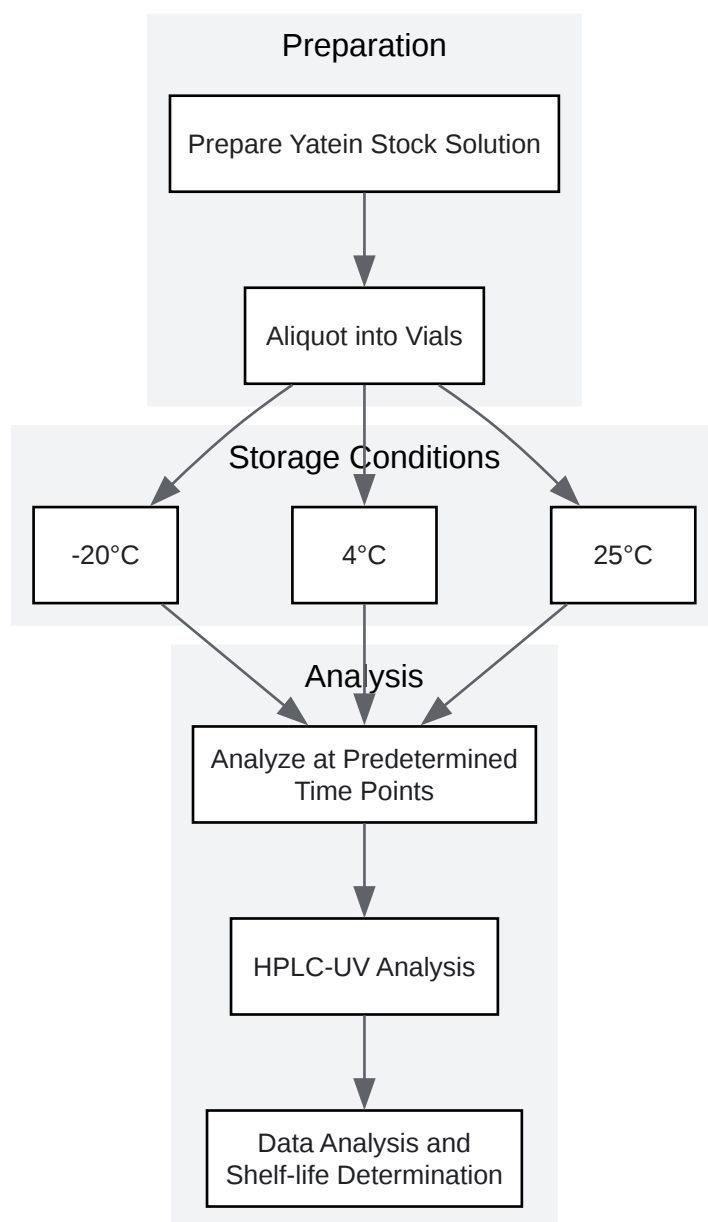 Preparation
Prepare Yatein Stock Solution
Aliquot into Vials
Storage Conditions
-20°C
4°C
25°C
Analysis
Analyze at Predetermined
Time Points
HPLC-UV Analysis
Data Analysis and
Shelf-life Determination